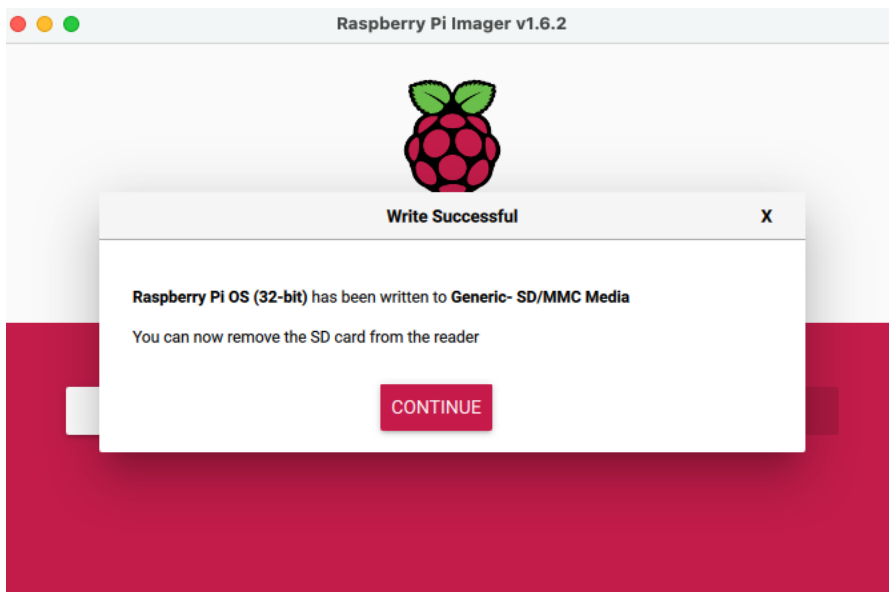 Raspberry Pi Imager v1.6.2
Write Successful
X
Raspberry Pi OS (32-bit) has been written to Generic- SD/MMC Media
You can now remove the SD card from the reader
CONTINUE